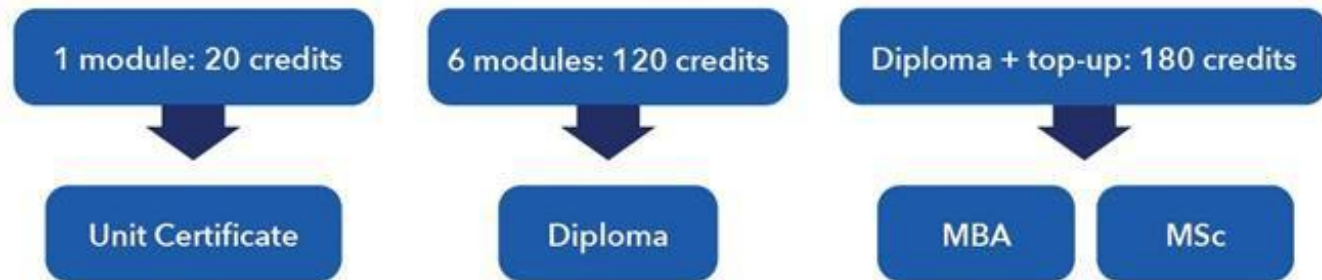 1 module: 20 credits
6 modules: 120 credits
Diploma + top-up: 180 credits
Unit Certificate
Diploma
MBA
MSc